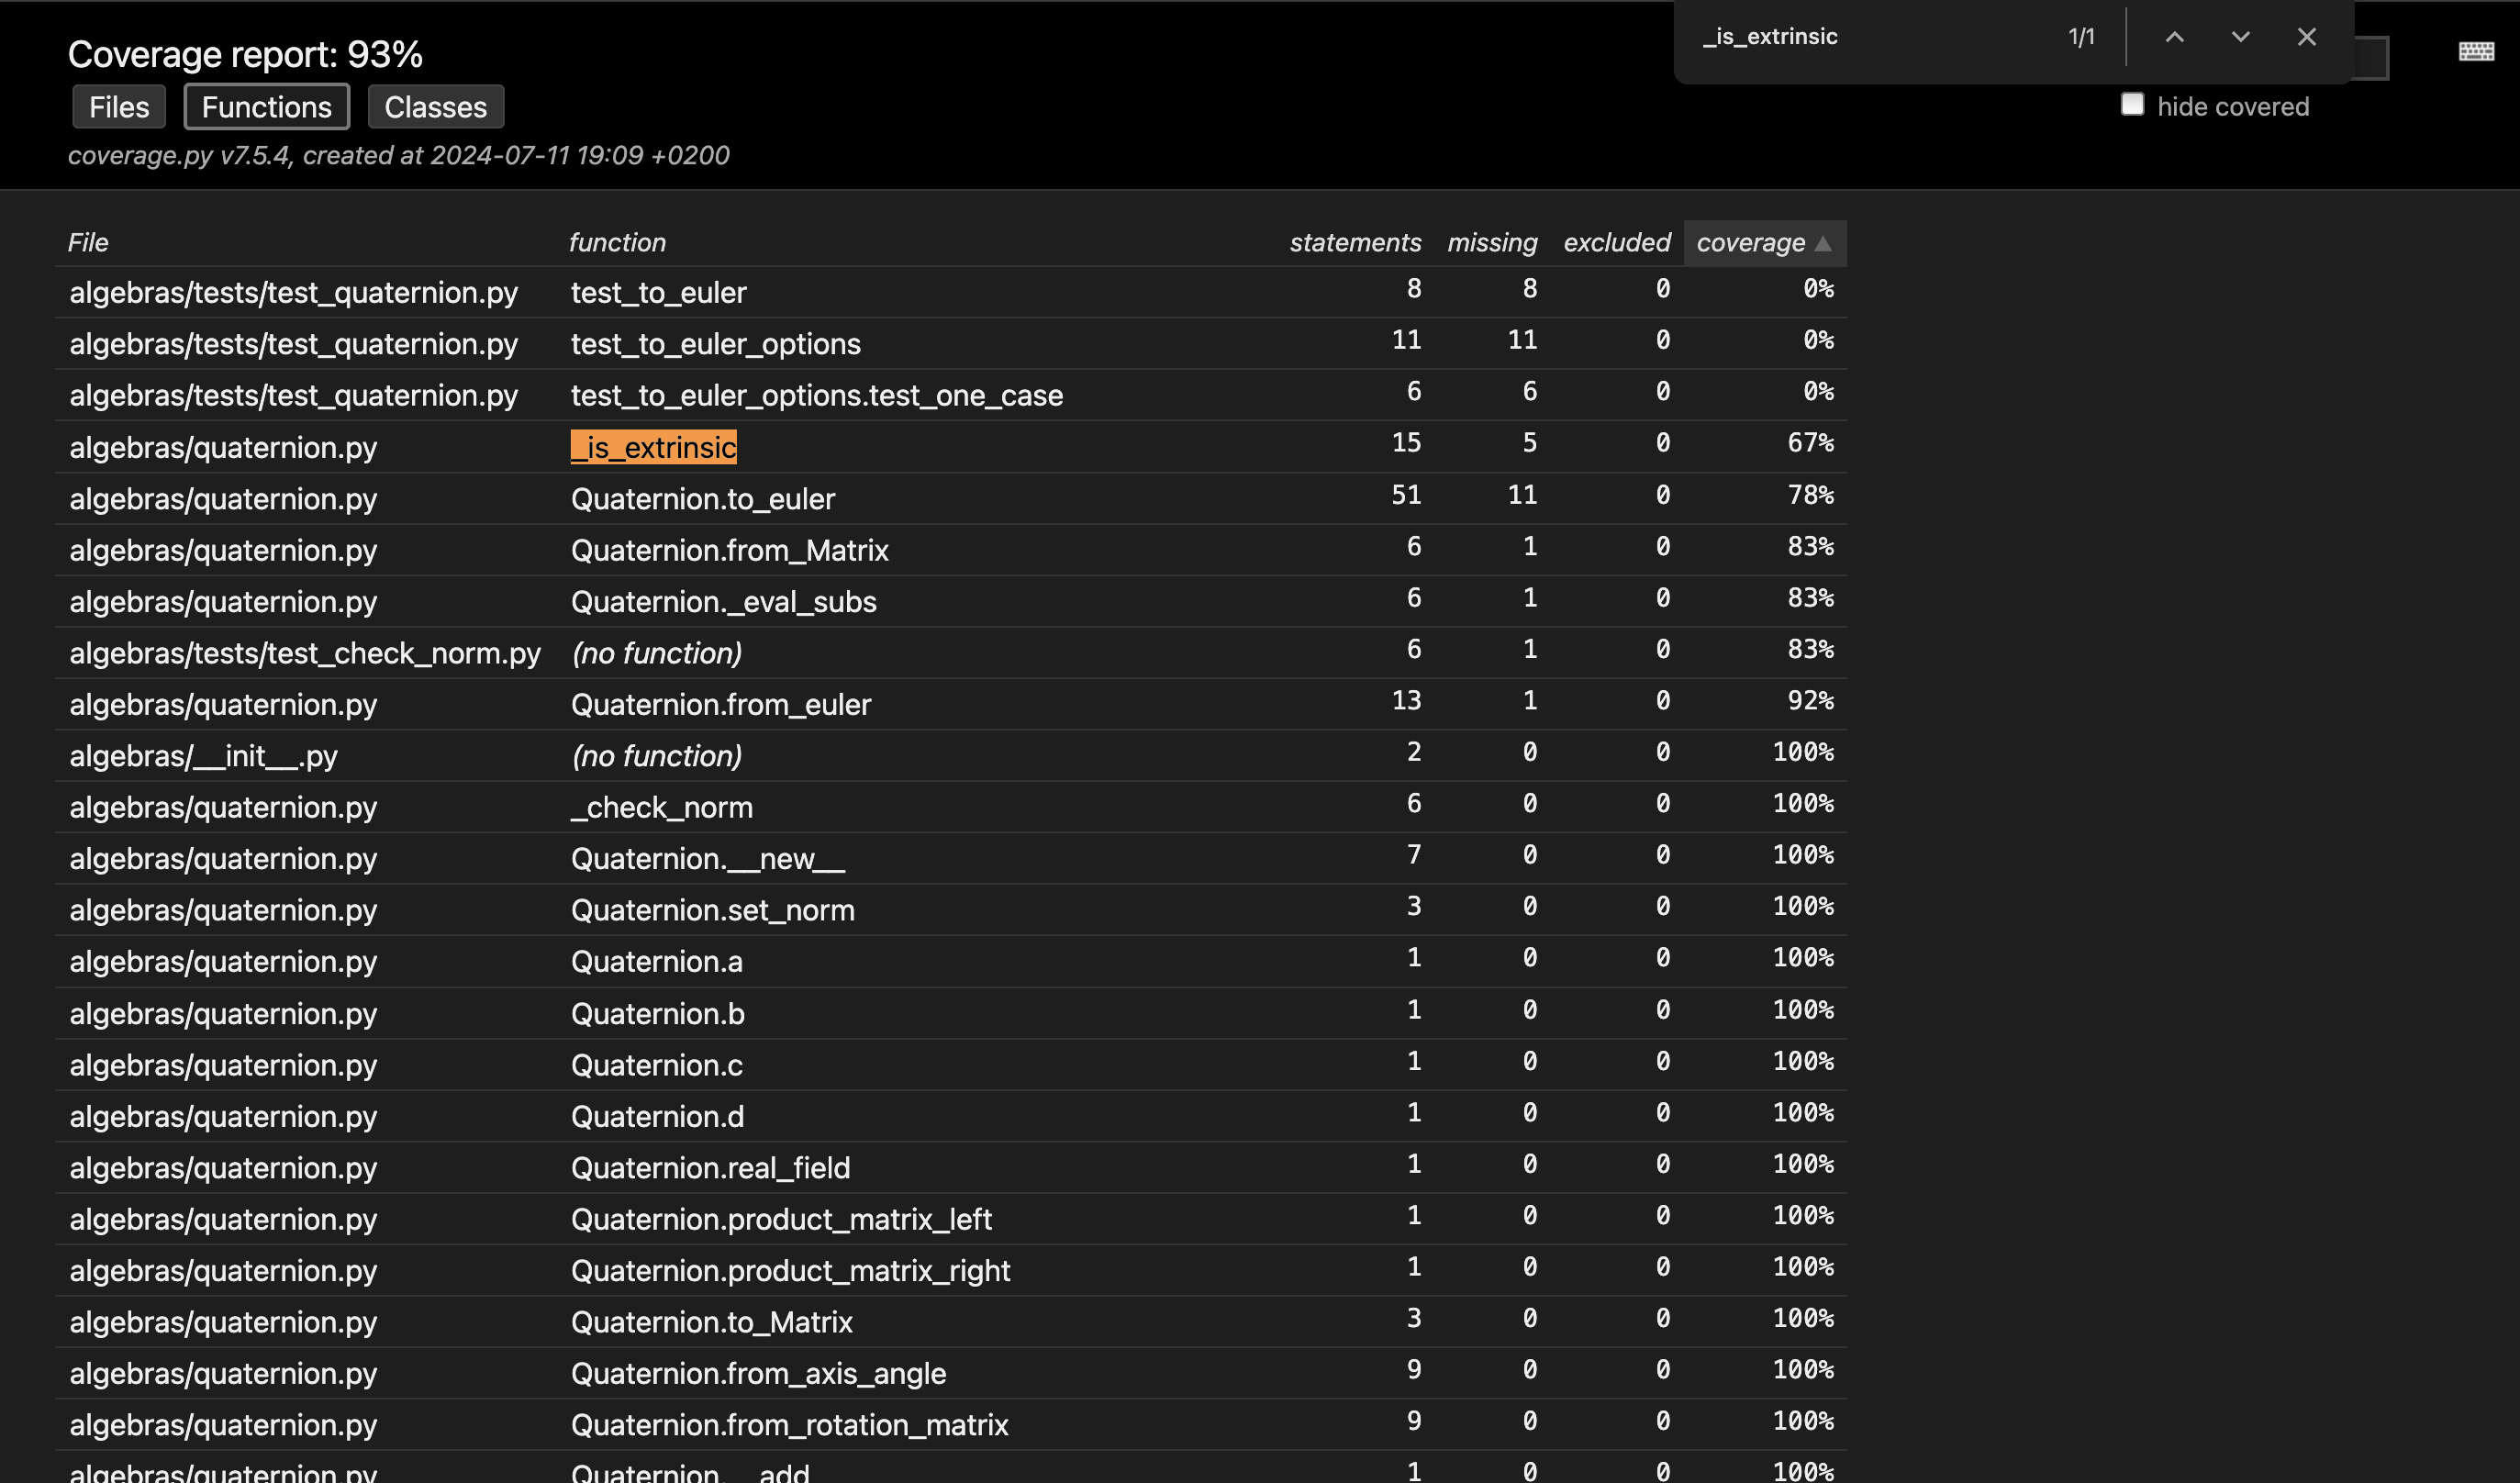 _is_extrinsic 1/1
Coverage report: 93%
Files Functions Classes
hide covered
coverage.py v7.5.4, created at 2024-07-11 19:09 +0200
File function statements missing excluded coverage ▲
algebras/tests/test_quaternion.py test_to_euler 8 8 0 0%
algebras/tests/test_quaternion.py test_to_euler_options 11 11 0 0%
algebras/tests/test_quaternion.py test_to_euler_options.test_one_case 6 6 0 0%
algebras/quaternion.py _is_extrinsic 15 5 0 67%
algebras/quaternion.py Quaternion.to_euler 51 11 0 78%
algebras/quaternion.py Quaternion.from_Matrix 6 1 0 83%
algebras/quaternion.py Quaternion._eval_subs 6 1 0 83%
algebras/tests/test_check_norm.py (no function) 6 1 0 83%
algebras/quaternion.py Quaternion.from_euler 13 1 0 92%
algebras/__init__.py (no function) 2 0 0 100%
algebras/quaternion.py _check_norm 6 0 0 100%
algebras/quaternion.py Quaternion.__new__ 7 0 0 100%
algebras/quaternion.py Quaternion.set_norm 3 0 0 100%
algebras/quaternion.py Quaternion.a 1 0 0 100%
algebras/quaternion.py Quaternion.b 1 0 0 100%
algebras/quaternion.py Quaternion.c 1 0 0 100%
algebras/quaternion.py Quaternion.d 1 0 0 100%
algebras/quaternion.py Quaternion.real_field 1 0 0 100%
algebras/quaternion.py Quaternion.product_matrix_left 1 0 0 100%
algebras/quaternion.py Quaternion.product_matrix_right 1 0 0 100%
algebras/quaternion.py Quaternion.to_Matrix 3 0 0 100%
algebras/quaternion.py Quaternion.from_axis_angle 9 0 0 100%
algebras/quaternion.py Quaternion.from_rotation_matrix 9 0 0 100%
algebras/quaternion.py Quaternion.__add__ 1 0 0 100%